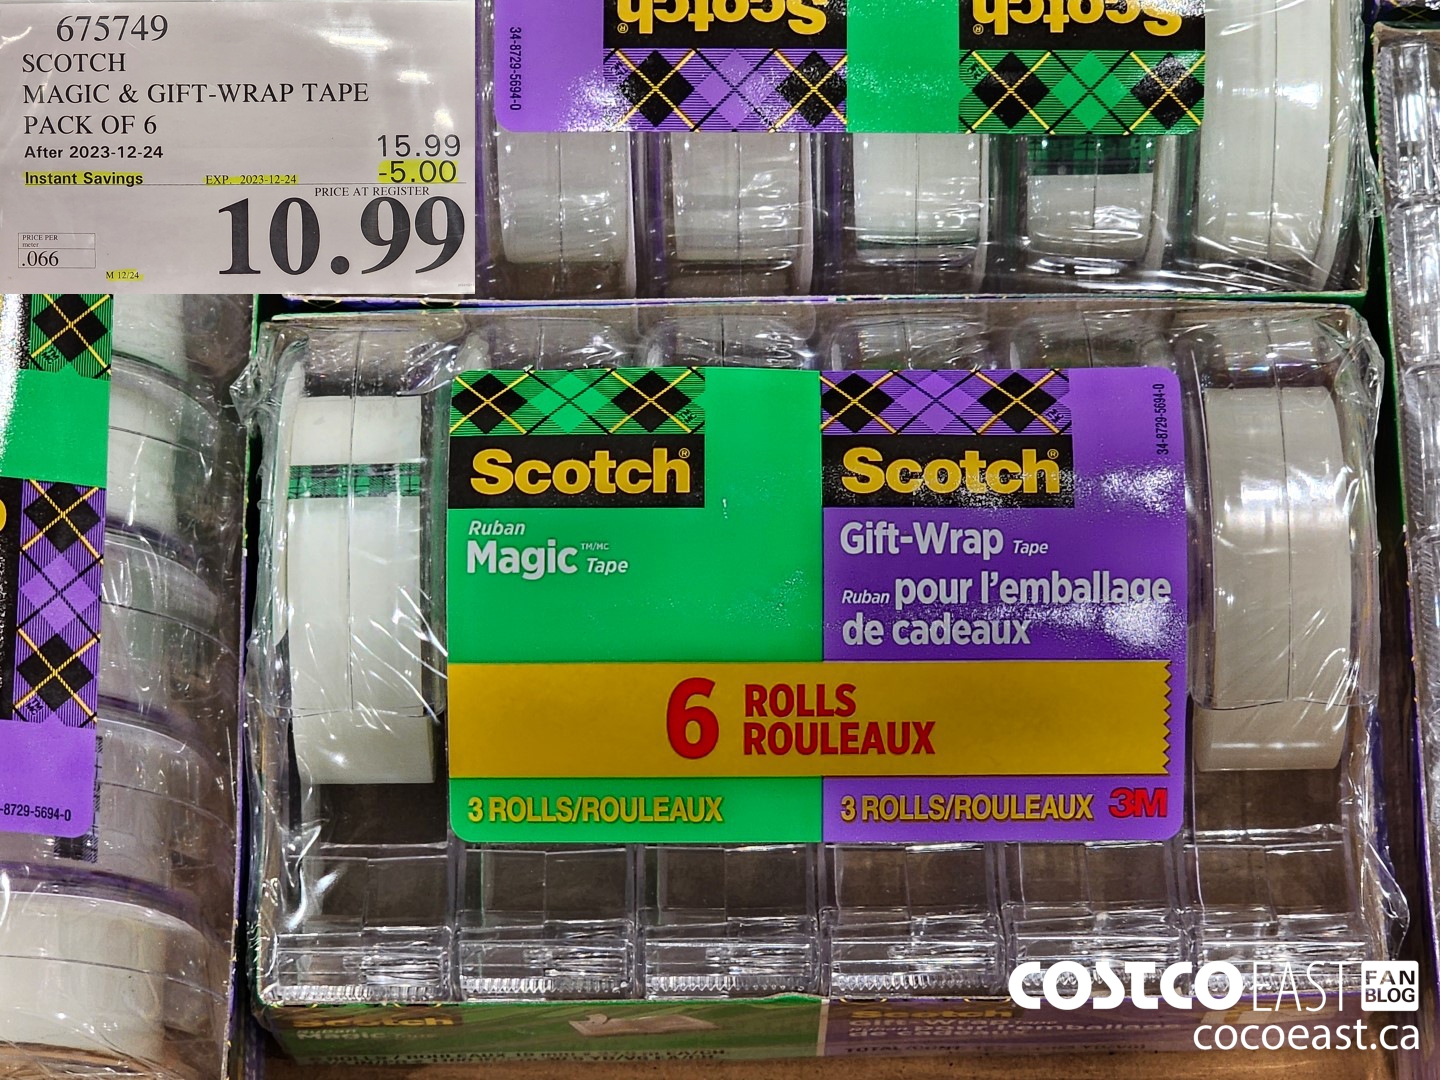 675749
SCOTCH
MAGIC & GIFT-WRAP TAPE
PACK OF 6
After 2023-12-24
15.99
Instant Savings
EXP. 2023-12-24
-5.00
PRICE AT REGISTER
10.99
PRICE PER
meter
.066
M 12/24
Scotch®
Scotch®
34-8729-5694-0
Scotch®
Ruban
Magic™/MC Tape
Scotch®
34-8729-5694-0
Gift-Wrap Tape
Ruban pour l'emballage
de cadeaux
6 ROLLS
ROULEAUX
3 ROLLS/ROULEAUX
3 ROLLS/ROULEAUX 3M
-8729-5694-0
Scotch
Ruban
Magic
Scotch
COSTCO EAST FAN BLOG
cocoeast.ca